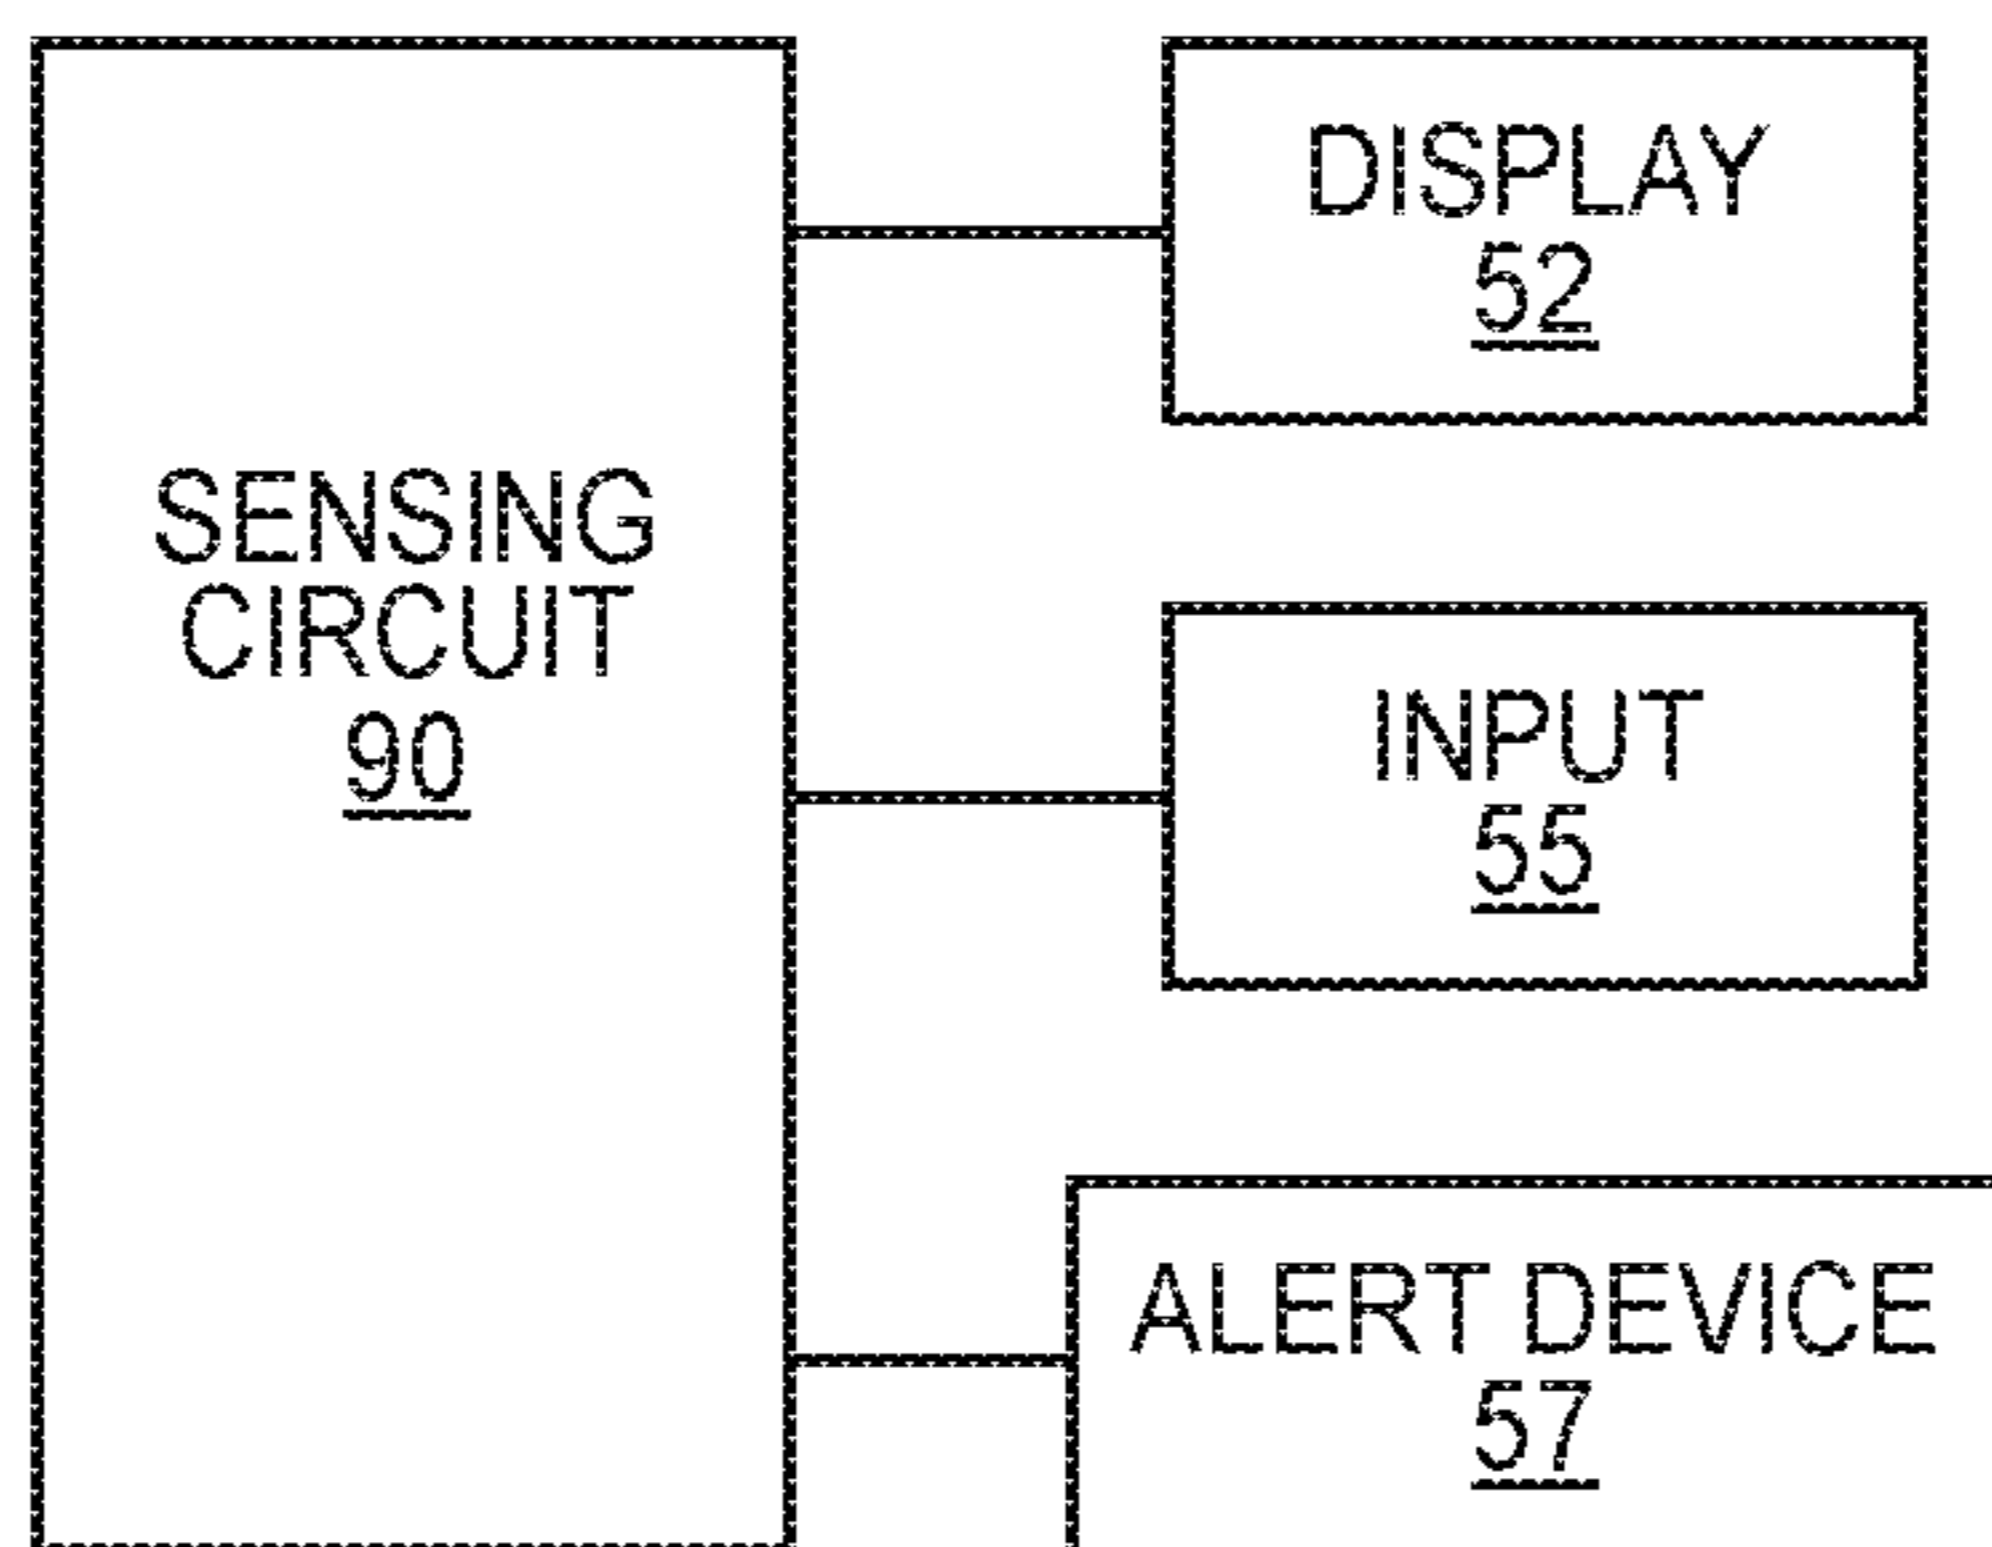 DISPLAY
52
SENSING
CIRCUIT
90
INPUT
55
ALERT DEVICE
57